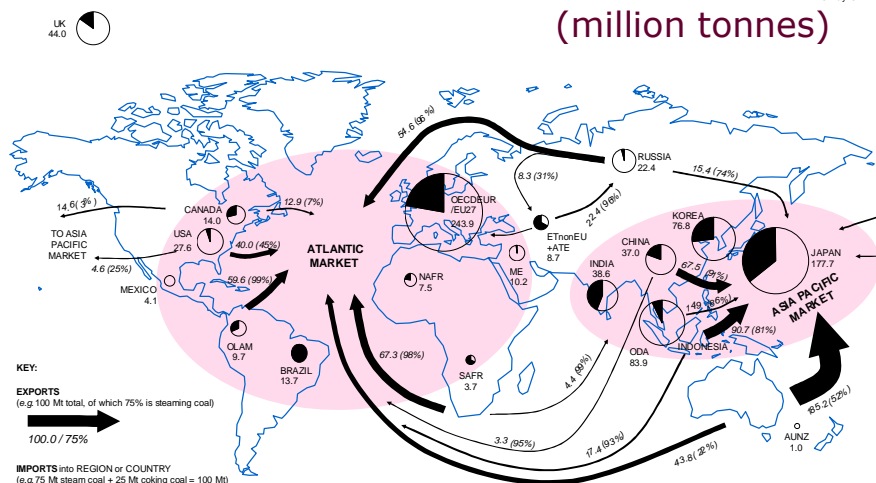 (million tonnes)
UK
44.0
54.6 (96%)
8.3 (31%)
RUSSIA
22.4
15.4 (74%)
22.4 (96%)
14.6( 3%)
CANADA
14.0
12.9 (7%)
OECDEUR
/EU27
243.9
TO ASIA
PACIFIC
MARKET
USA
27.6
40.0 (45%)
ATLANTIC
MARKET
ETnonEU
+ATE
8.7
KOREA
76.8
CHINA
37.0
JAPAN
177.7
4.6 (25%)
59.6 (99%)
ME
10.2
INDIA
38.6
67.5 (91%)
MEXICO
4.1
NAFR
7.5
ASIA PACIFIC
MARKET
OLAM
9.7
BRAZIL
13.7
67.3 (98%)
SAFR
3.7
4.4 (99%)
ODA
83.9
INDONESIA
90.7 (81%)
185.2 (52%)
KEY:
EXPORTS
(e.g.100 Mt total, of which 75% is steaming coal)
100.0 / 75%
3.3 (95%)
17.4 (93%)
43.8 (22%)
AUNZ
1.0
IMPORTS into REGION or COUNTRY
(e.g.75 Mt steam coal + 25 Mt coking coal = 100 Mt)